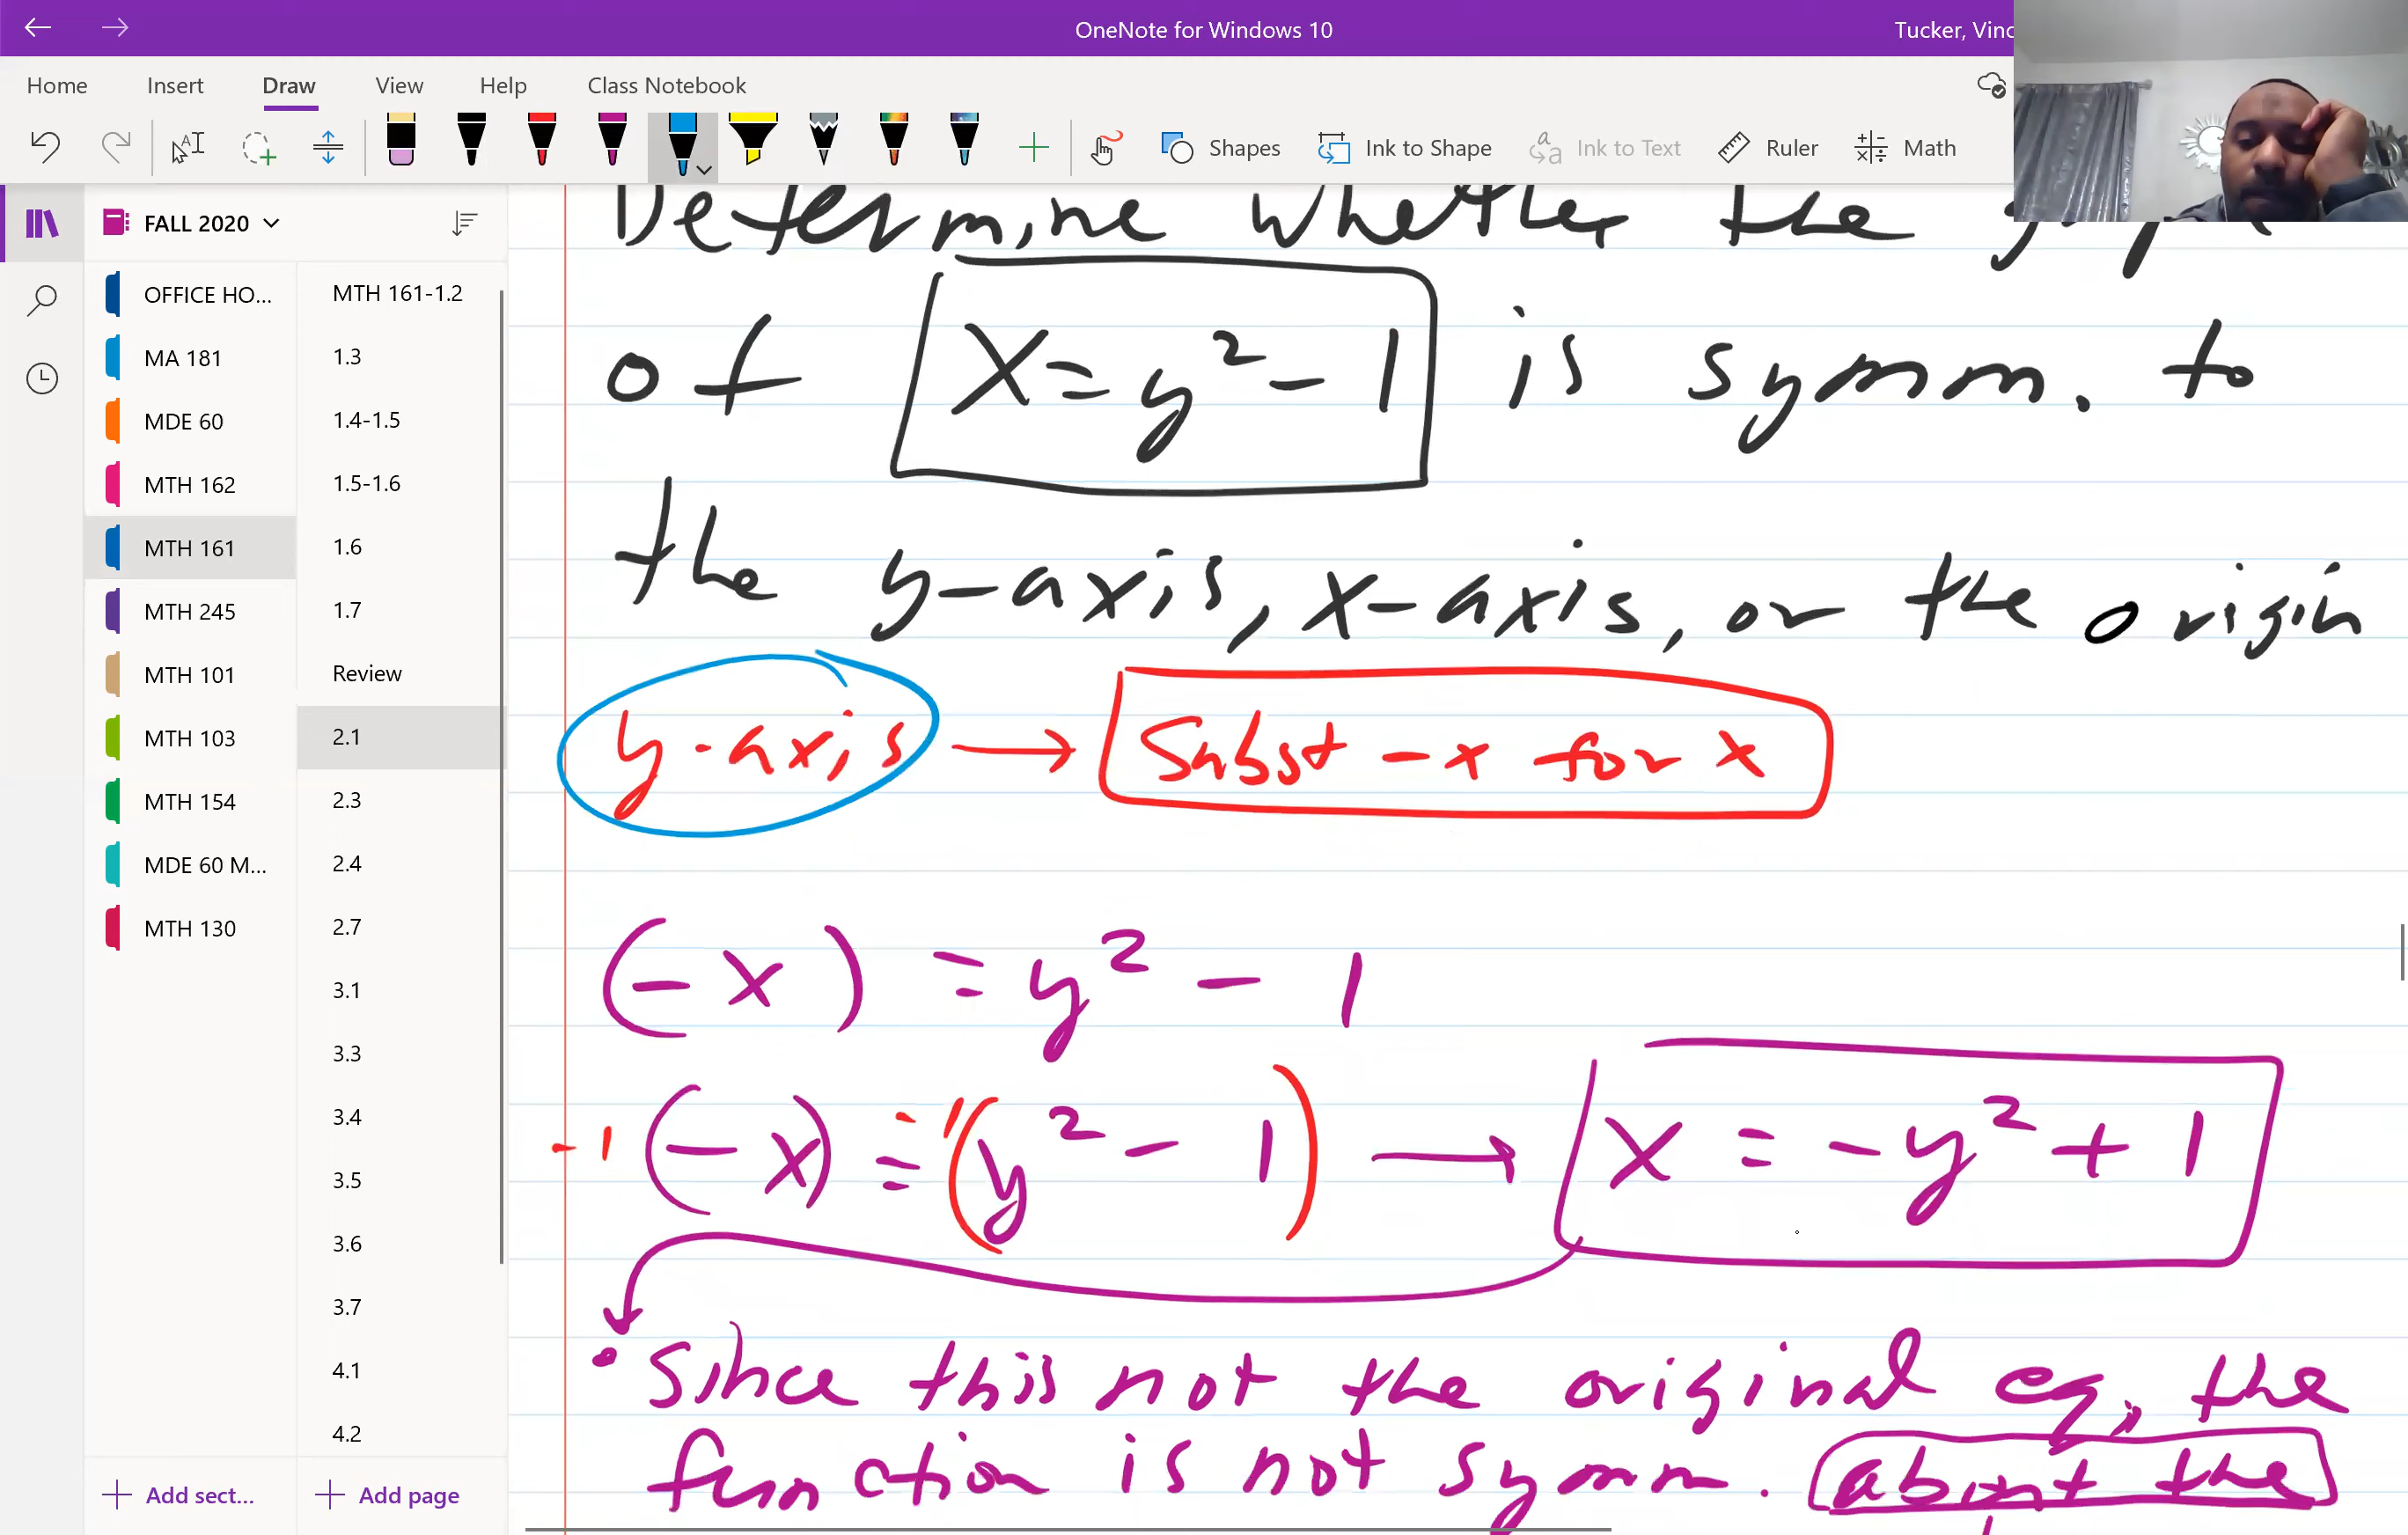 OneNote for Windows 10
Tucker, Vinc
Home Insert Draw View Help Class Notebook
Shapes Ink to Shape Ink to Text Ruler Math
FALL 2020
OFFICE HO...
MA 181
MDE 60
MTH 162
MTH 161
MTH 245
MTH 101
MTH 103
MTH 154
MDE 60 M...
MTH 130
Add sect...
MTH 161-1.2
1.3
1.4-1.5
1.5-1.6
1.6
1.7
Review
2.1
2.3
2.4
2.7
3.1
3.3
3.4
3.5
3.6
3.7
4.1
4.2
Add page
Determine whether the
of x = y² - 1 is symm. to
the y-axis, x-axis, or the origin
y-axis → Subst -x for x
(-x) = y² - 1
-1 (-x) = -1 (y² - 1) → x = -y² + 1
• Since this not the original eq, the
function is not symm. about the